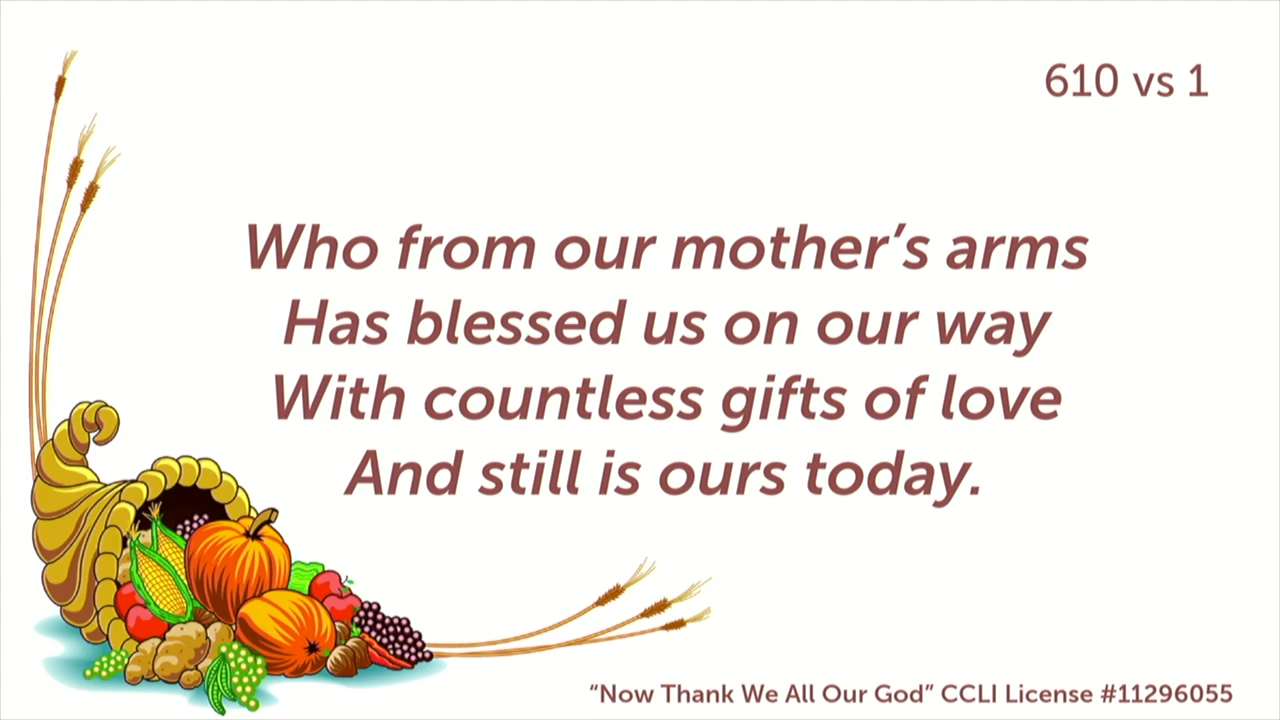 610 vs 1
Who from our mother’s arms
Has blessed us on our way
With countless gifts of love
And still is ours today.
“Now Thank We All Our God” CCLI License #11296055